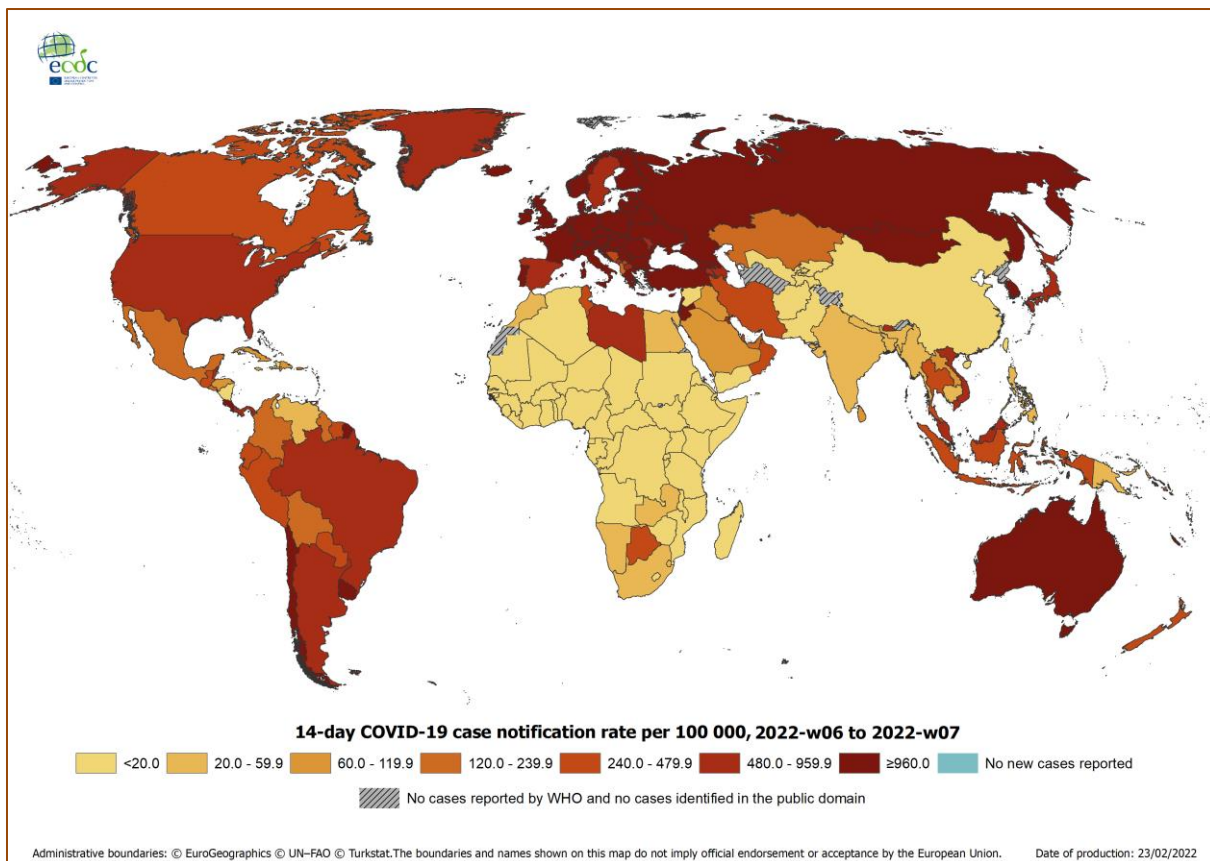 ecdc
14-day COVID-19 case notification rate per 100 000, 2022-w06 to 2022-w07
<20.0 20.0 - 59.9 60.0 - 119.9 120.0 - 239.9 240.0 - 479.9 480.0 - 959.9 ≥960.0 No new cases reported
No cases reported by WHO and no cases identified in the public domain
Administrative boundaries: © EuroGeographics © UN–FAO © Turkstat.The boundaries and names shown on this map do not imply official endorsement or acceptance by the European Union. Date of production: 23/02/2022